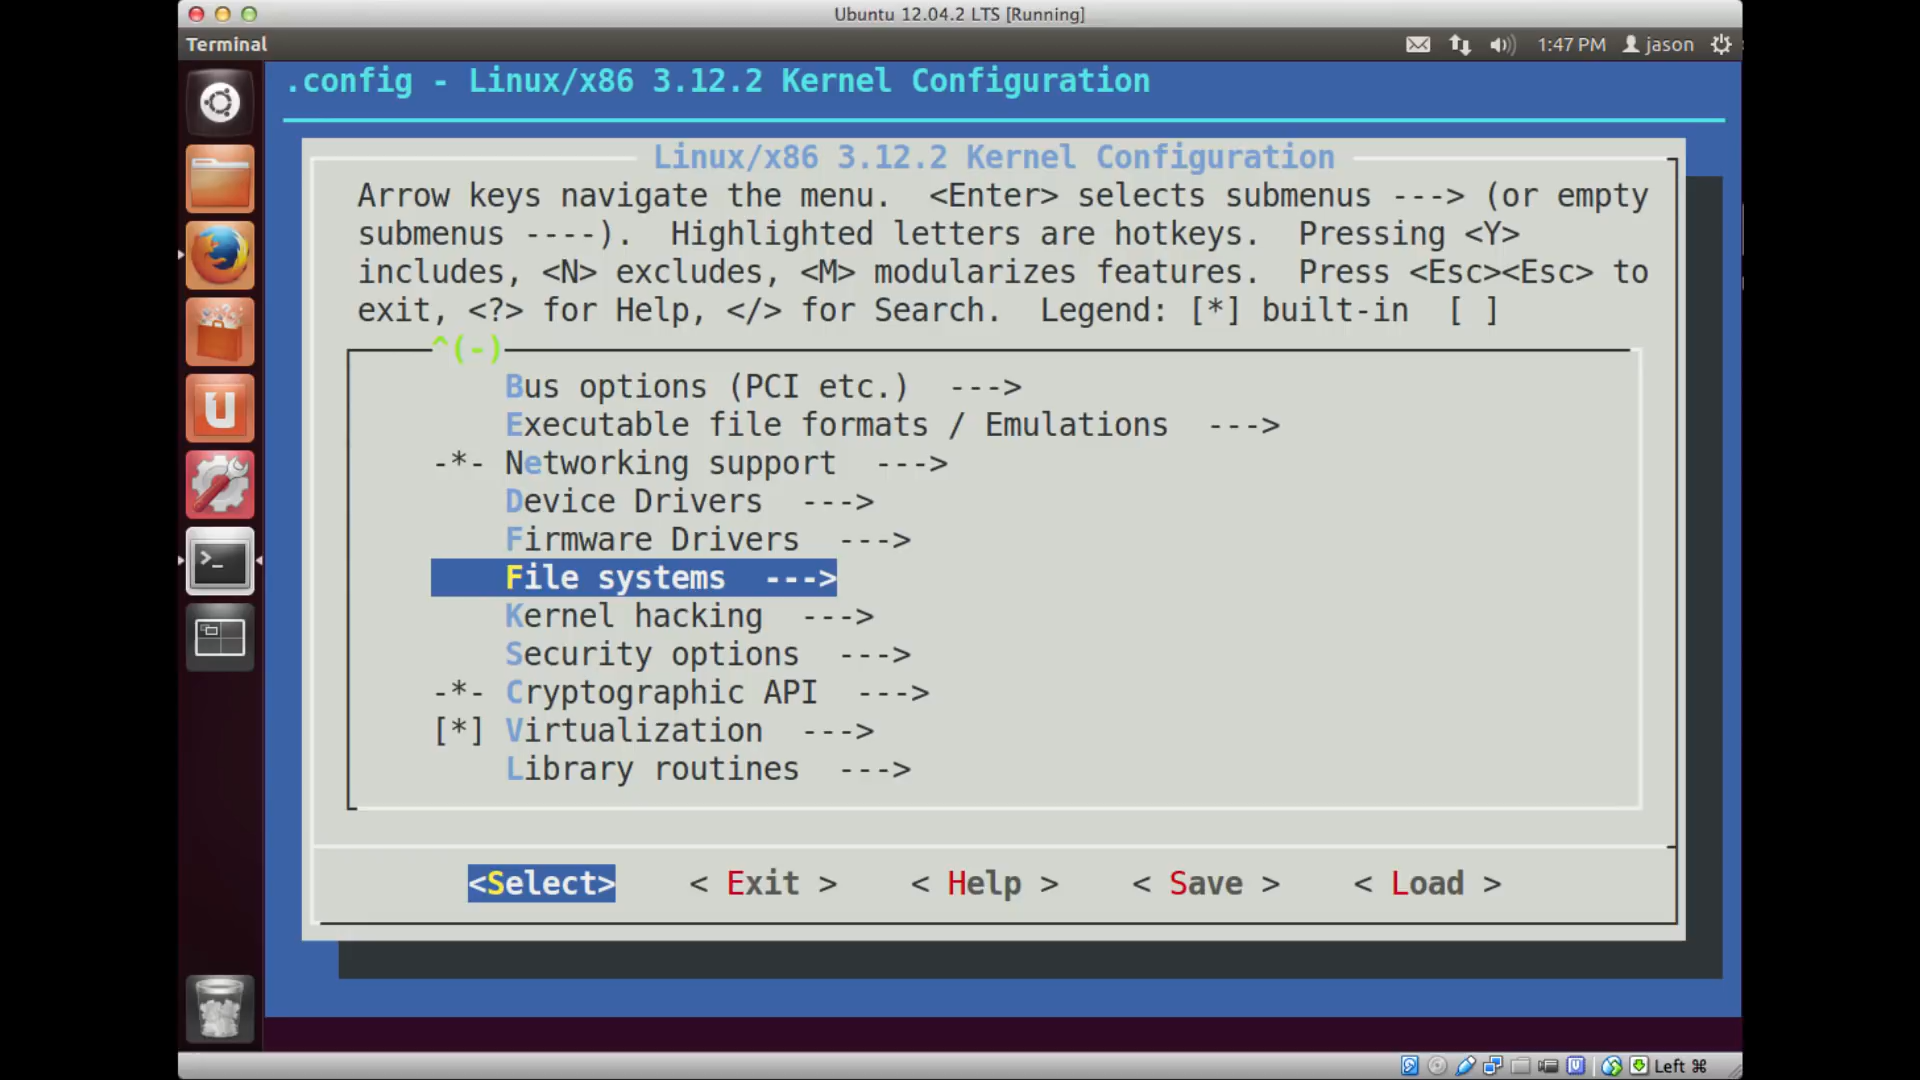 Ubuntu 12.04.2 LTS [Running]
Terminal
1:47 PM jason
.config - Linux/x86 3.12.2 Kernel Configuration
Linux/x86 3.12.2 Kernel Configuration
Arrow keys navigate the menu.  <Enter> selects submenus ---> (or empty
submenus ----).  Highlighted letters are hotkeys.  Pressing <Y>
includes, <N> excludes, <M> modularizes features.  Press <Esc><Esc> to
exit, <?> for Help, </> for Search.  Legend: [*] built-in  [ ]
^(-)
Bus options (PCI etc.)  --->
Executable file formats / Emulations  --->
-*- Networking support  --->
Device Drivers  --->
Firmware Drivers  --->
File systems  --->
Kernel hacking  --->
Security options  --->
-*- Cryptographic API  --->
[*] Virtualization  --->
Library routines  --->
<Select>    < Exit >    < Help >    < Save >    < Load >
Left ⌘